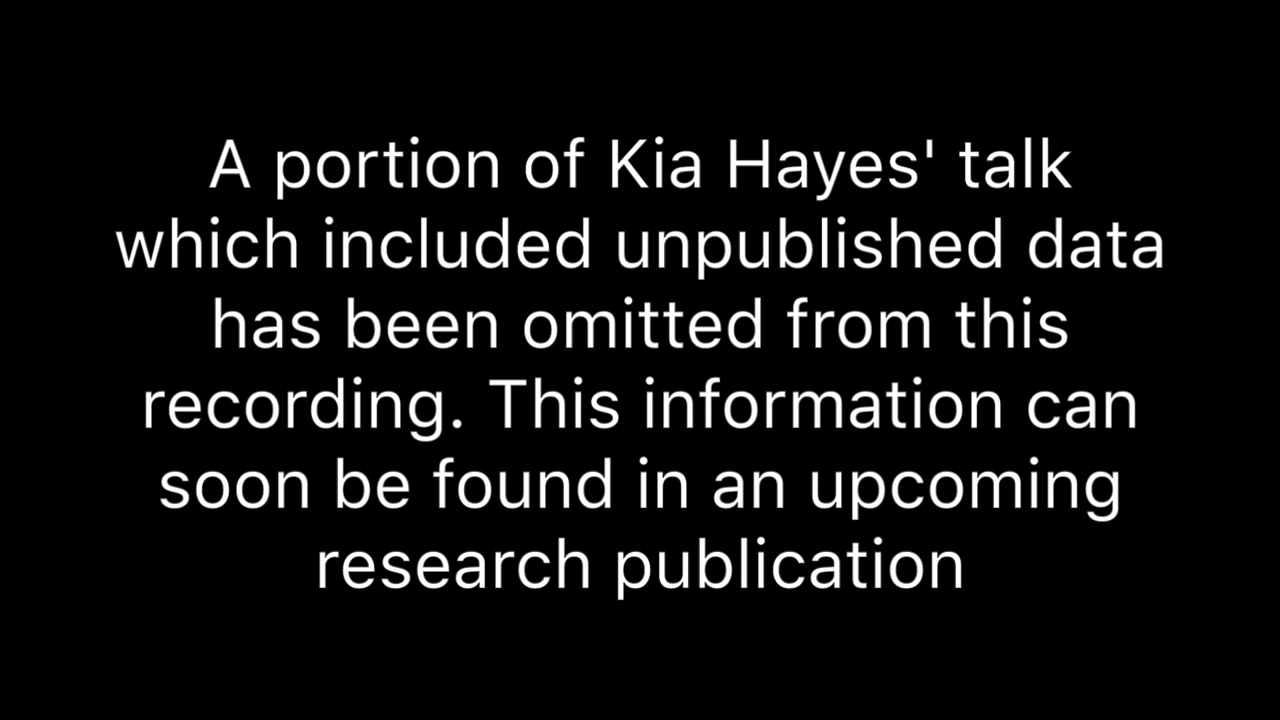 A portion of Kia Hayes' talk
which included unpublished data
has been omitted from this
recording. This information can
soon be found in an upcoming
research publication